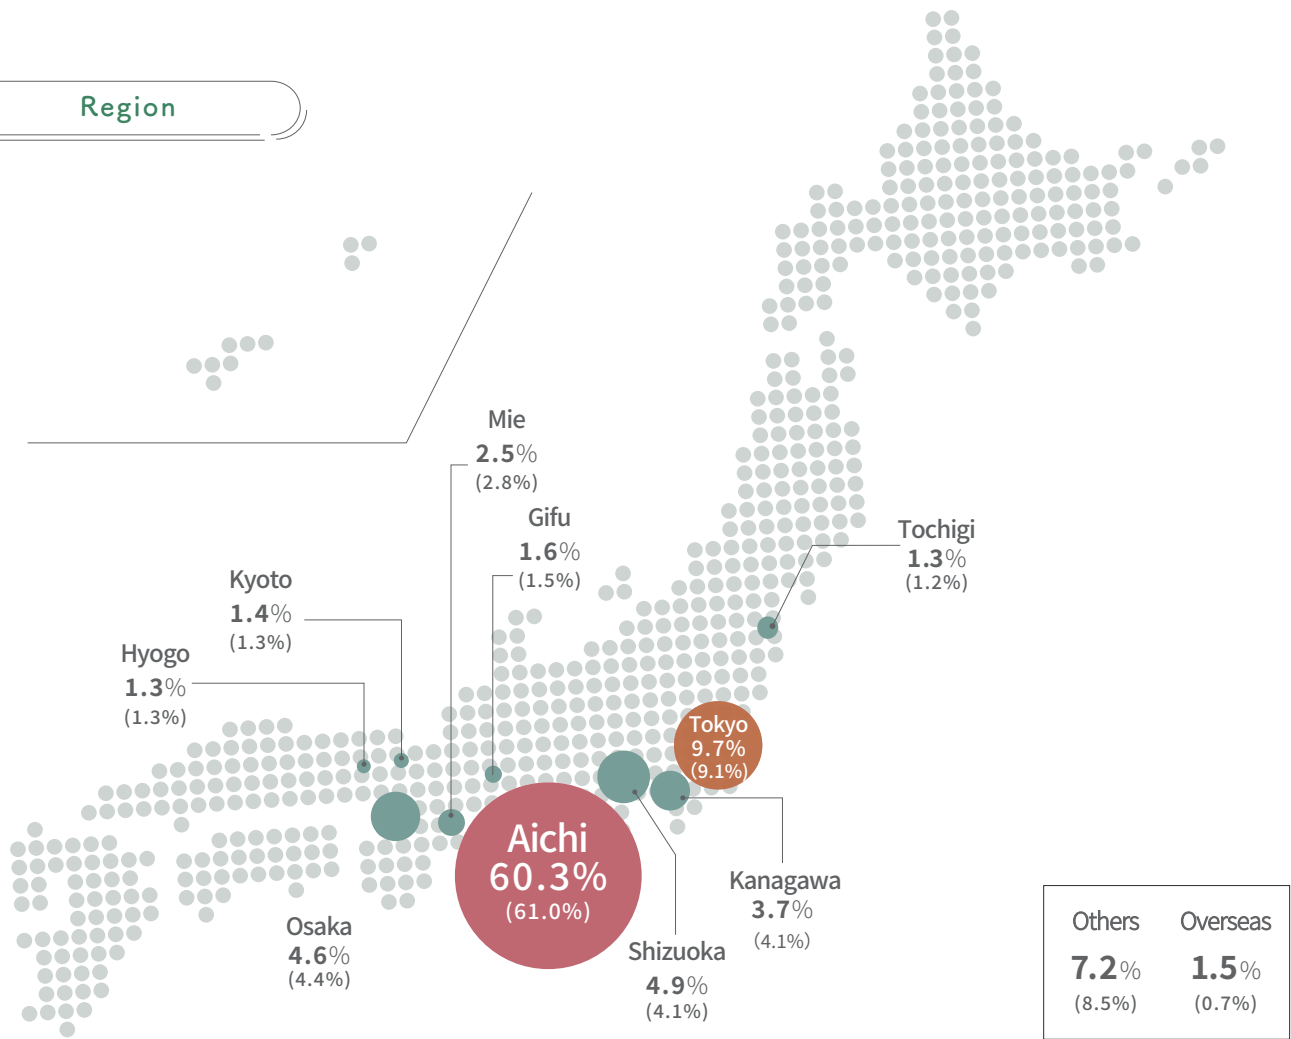 Region
Mie
2.5%
(2.8%)
Gifu
1.6%
(1.5%)
Tochigi
1.3%
(1.2%)
Kyoto
1.4%
(1.3%)
Hyogo
1.3%
(1.3%)
Tokyo
9.7%
(9.1%)
Aichi
60.3%
(61.0%)
Kanagawa
3.7%
(4.1%)
Osaka
4.6%
(4.4%)
Shizuoka
4.9%
(4.1%)
Others
7.2%
(8.5%)
Overseas
1.5%
(0.7%)